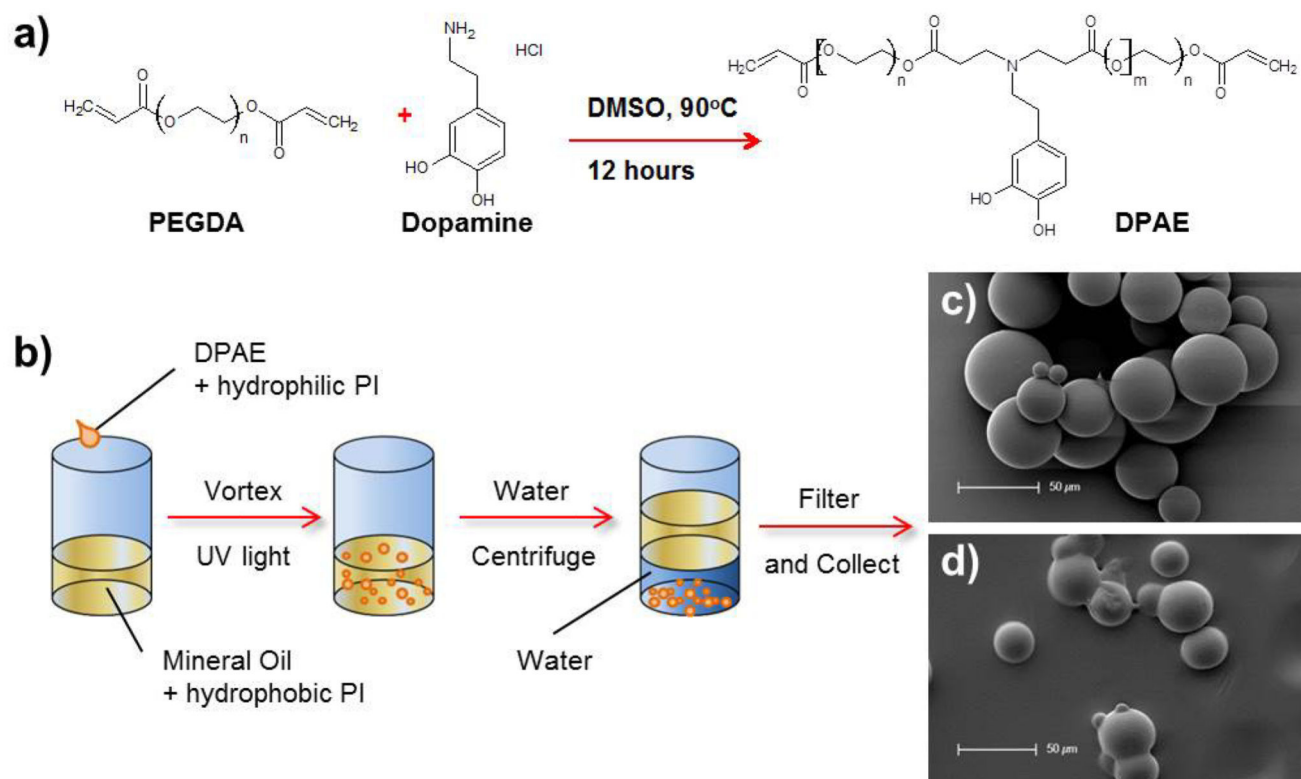 a)
H₂C
O
O
n
O
O
CH₂
PEGDA
+
NH₂
HCl
HO
OH
Dopamine
DMSO, 90°C
12 hours
H₂C
O
O
n
O
O
N
O
O
m
n
O
O
CH₂
HO
OH
DPAE
b)
DPAE
+ hydrophilic PI
Vortex
UV light
Mineral Oil
+ hydrophobic PI
Water
Centrifuge
Water
Filter
and Collect
c)
50 µm
d)
50 µm